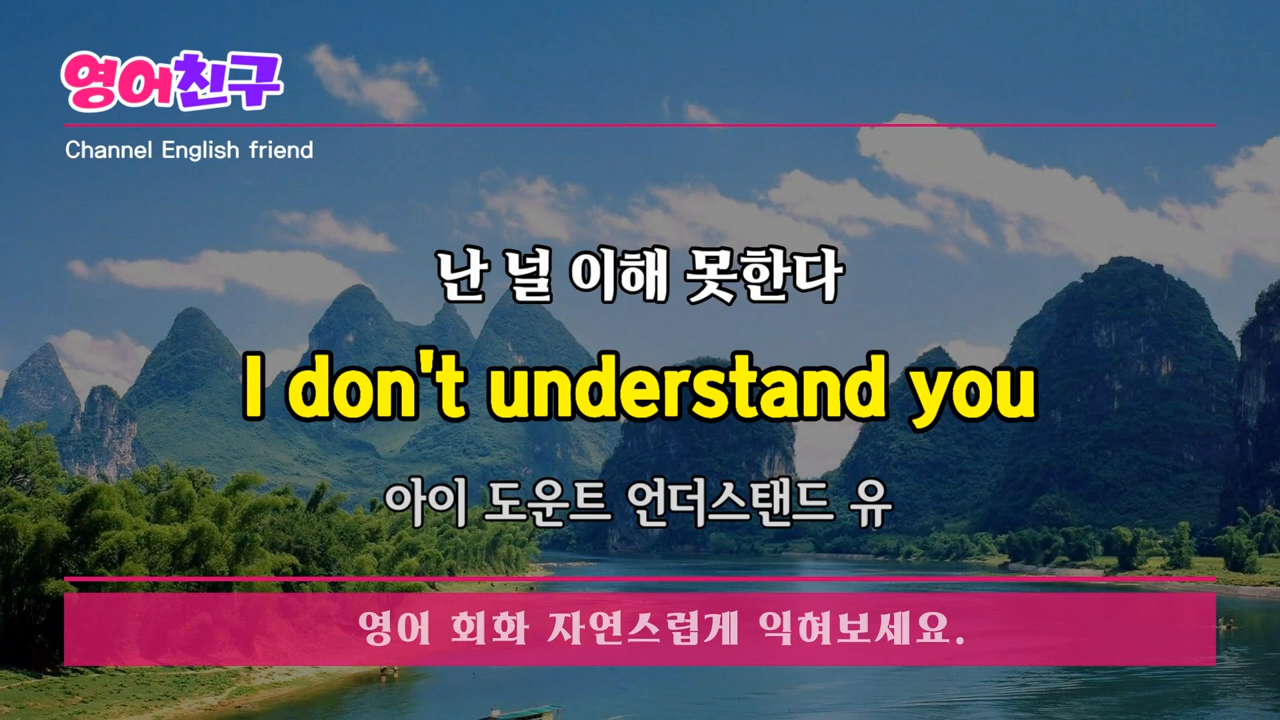 영어친구
Channel English friend
난 널 이해 못한다
I don't understand you
아이 도운트 언더스탠드 유
영어 회화 자연스럽게 익혀보세요.